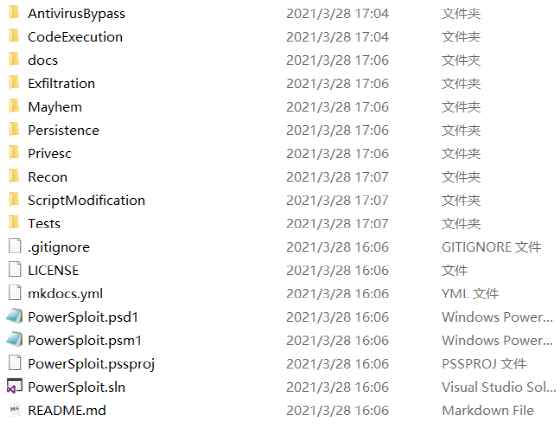 AntivirusBypass 2021/3/28 17:04 文件夹
CodeExecution 2021/3/28 17:04 文件夹
docs 2021/3/28 17:06 文件夹
Exfiltration 2021/3/28 17:06 文件夹
Mayhem 2021/3/28 17:06 文件夹
Persistence 2021/3/28 17:06 文件夹
Privesc 2021/3/28 17:06 文件夹
Recon 2021/3/28 17:07 文件夹
ScriptModification 2021/3/28 17:07 文件夹
Tests 2021/3/28 17:07 文件夹
.gitignore 2021/3/28 16:06 GITIGNORE 文件
LICENSE 2021/3/28 16:06 文件
mkdocs.yml 2021/3/28 16:06 YML 文件
PowerSploit.psd1 2021/3/28 16:06 Windows Power...
PowerSploit.psm1 2021/3/28 16:06 Windows Power...
PowerSploit.pssproj 2021/3/28 16:06 PSSPROJ 文件
PowerSploit.sln 2021/3/28 16:06 Visual Studio Sol...
README.md 2021/3/28 16:06 Markdown File